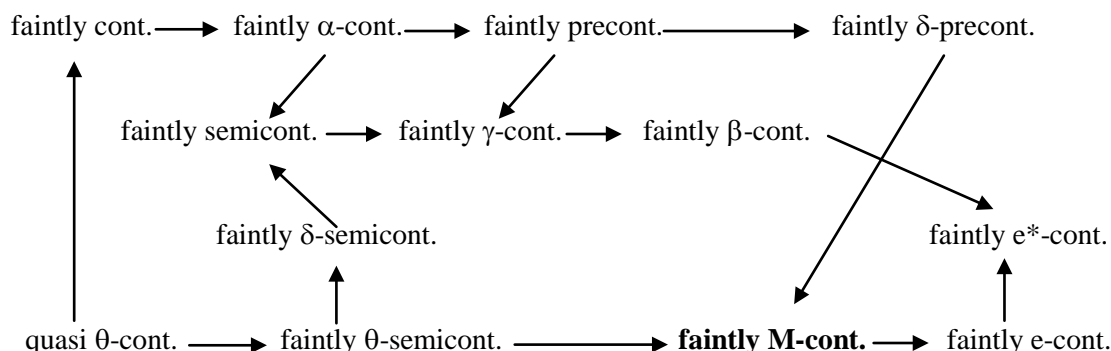 faintly cont. faintly α-cont. faintly precont. faintly δ-precont.
faintly semicont. faintly γ-cont. faintly β-cont.
faintly δ-semicont. faintly e*-cont.
quasi θ-cont. faintly θ-semicont. faintly M-cont. faintly e-cont.